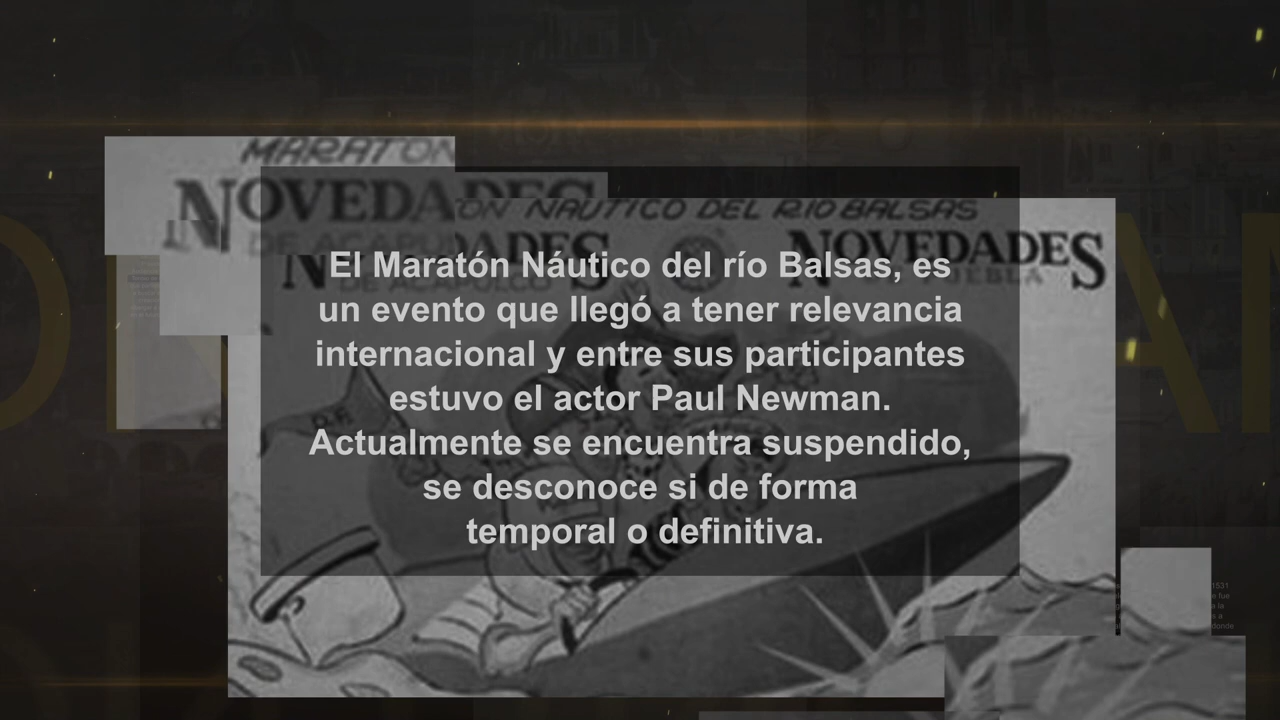 MARATON
NOVEDADES
DE ACAPULCO
ON NAUTICO DEL RIO BALSAS
NOVEDADES
NOVEDADES
DE ACAPULCO
El Maratón Náutico del río Balsas, es
un evento que llegó a tener relevancia
internacional y entre sus participantes
estuvo el actor Paul Newman.
Actualmente se encuentra suspendido,
se desconoce si de forma
temporal o definitiva.
1531